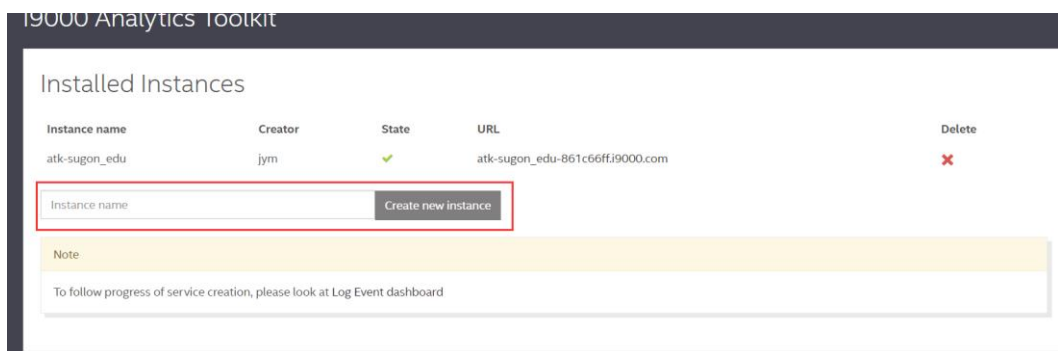 I9000 Analytics Toolkit
Installed Instances
Instance name Creator State URL Delete
atk-sugon_edu jym atk-sugon_edu-861c66ff.i9000.com
Instance name Create new instance
Note
To follow progress of service creation, please look at Log Event dashboard